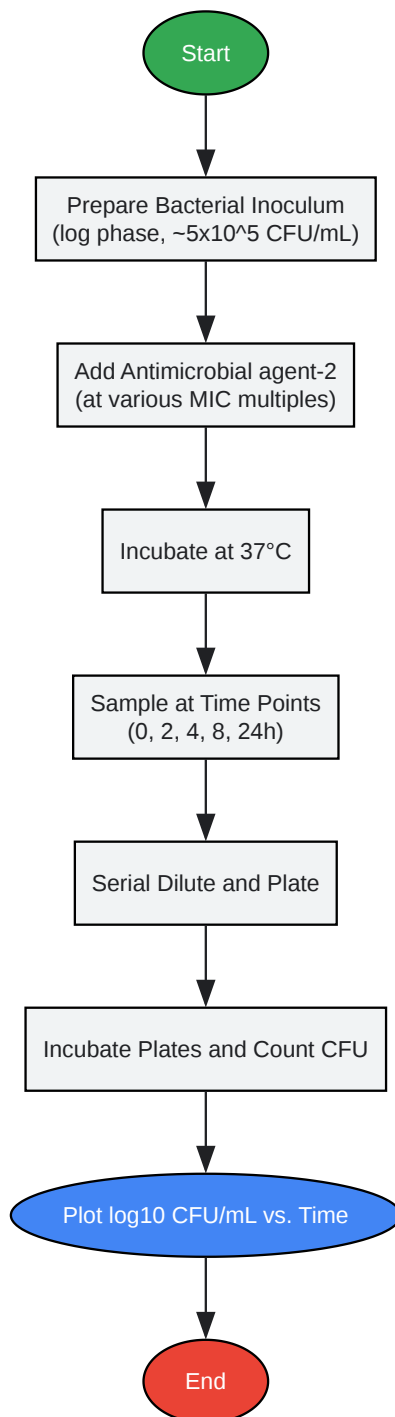 Start
Prepare Bacterial Inoculum
(log phase, ~5x10^5 CFU/mL)
Add Antimicrobial agent-2
(at various MIC multiples)
Incubate at 37°C
Sample at Time Points
(0, 2, 4, 8, 24h)
Serial Dilute and Plate
Incubate Plates and Count CFU
Plot log10 CFU/mL vs. Time
End